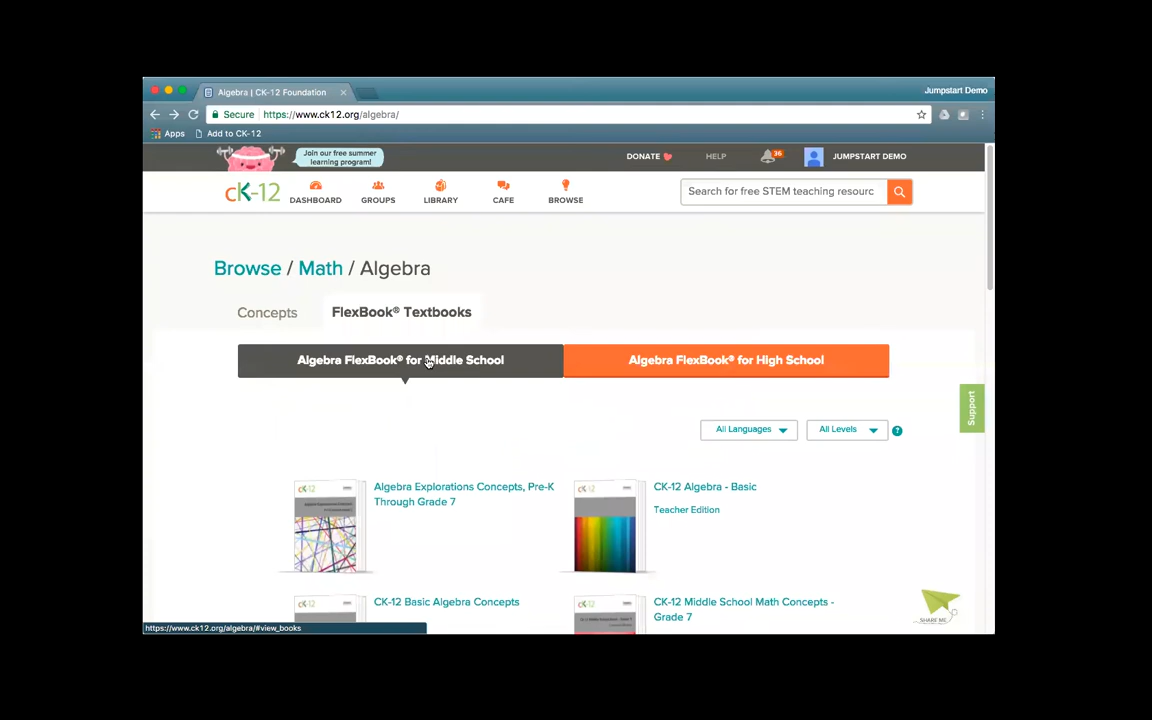 Algebra | CK-12 Foundation
Jumpstart Demo
Secure https://www.ck12.org/algebra/
Apps Add to CK-12
Join our free summer
learning program!
DONATE HELP 36 JUMPSTART DEMO
cK-12 DASHBOARD GROUPS LIBRARY CAFE BROWSE
Search for free STEM teaching resourc
Browse / Math / Algebra
Concepts FlexBook® Textbooks
Algebra FlexBook® for Middle School Algebra FlexBook® for High School
Support
All Languages All Levels ?
Algebra Explorations Concepts, Pre-K
Through Grade 7
CK-12 Algebra - Basic
Teacher Edition
CK-12 Basic Algebra Concepts
CK-12 Middle School Math Concepts -
Grade 7
SHARE ME
https://www.ck12.org/algebra/#view_books